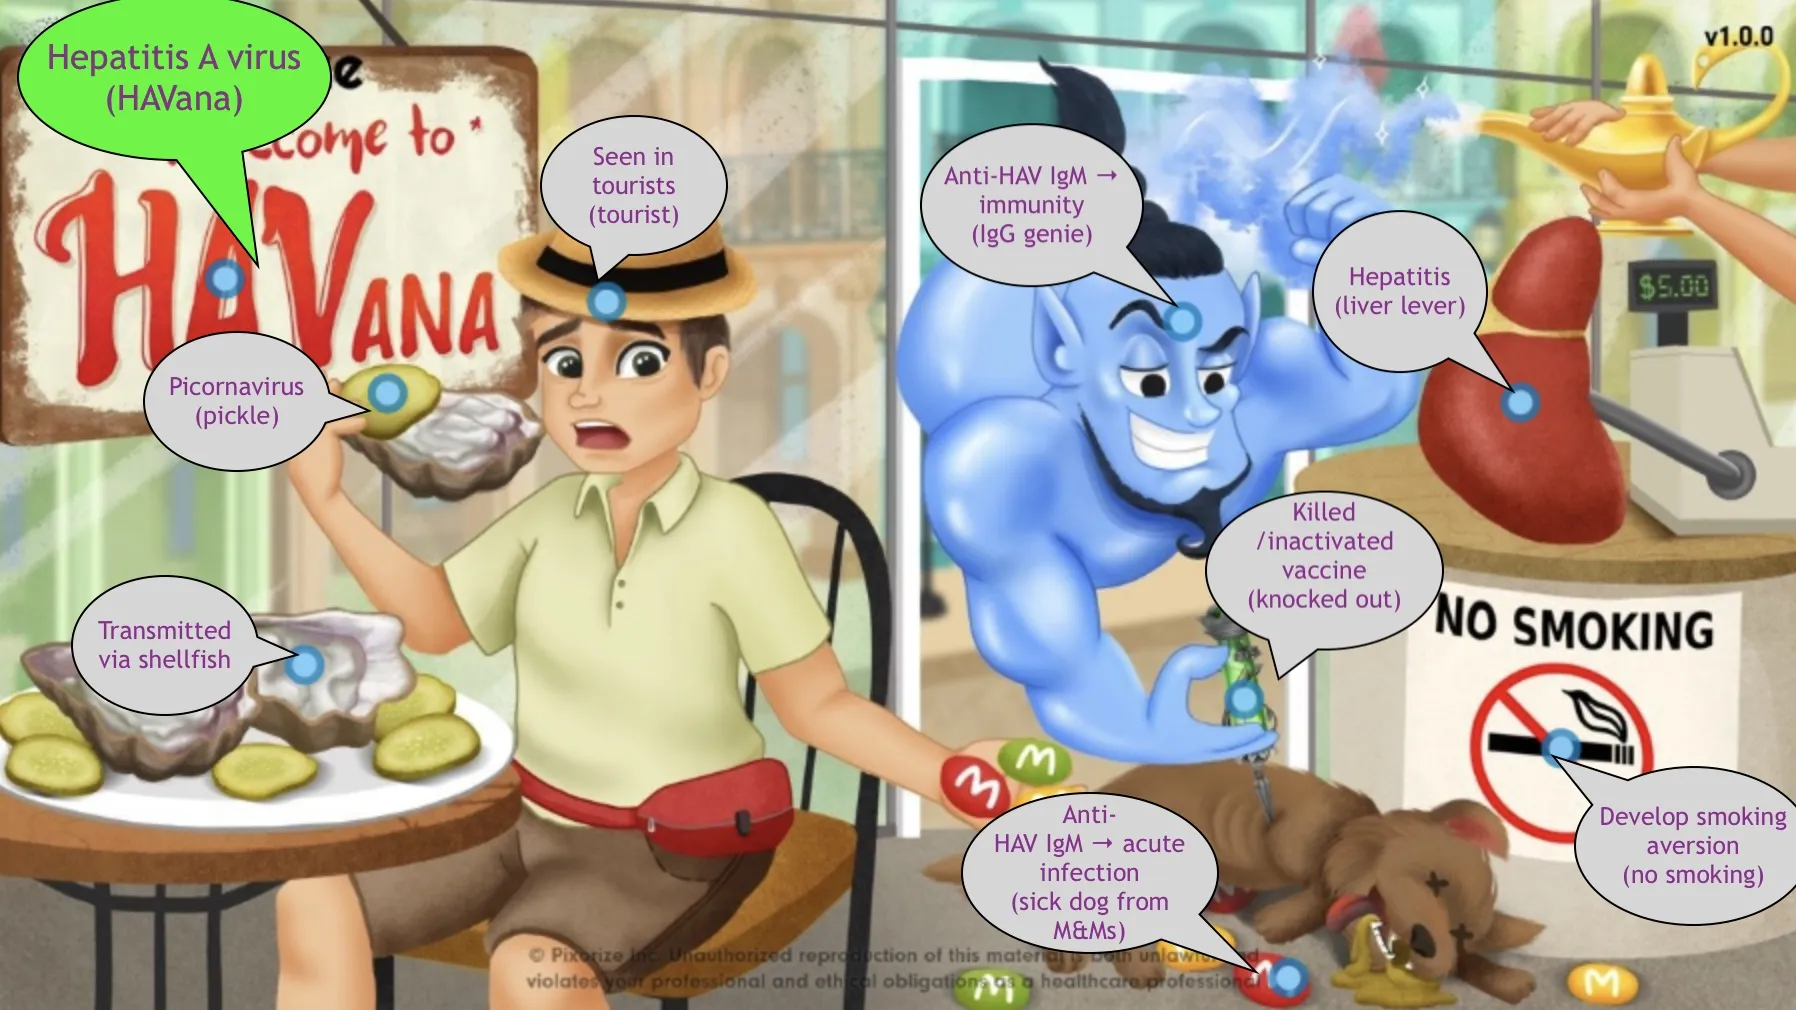 Hepatitis A virus
(HAVana)
come to
HAVANA
Seen in
tourists
(tourist)
Picornavirus
(pickle)
Transmitted
via shellfish
Anti-HAV IgM →
immunity
(IgG genie)
v1.0.0
Hepatitis
(liver lever)
$5.00
Killed
/inactivated
vaccine
(knocked out)
NO SMOKING
Develop smoking
aversion
(no smoking)
M
M
Anti-
HAV IgM → acute
infection
(sick dog from
M&Ms)
M
M
© Pixorize Inc. Unauthorized reproduction of this material is both unlawful and
violates your professional and ethical obligations as a healthcare professional